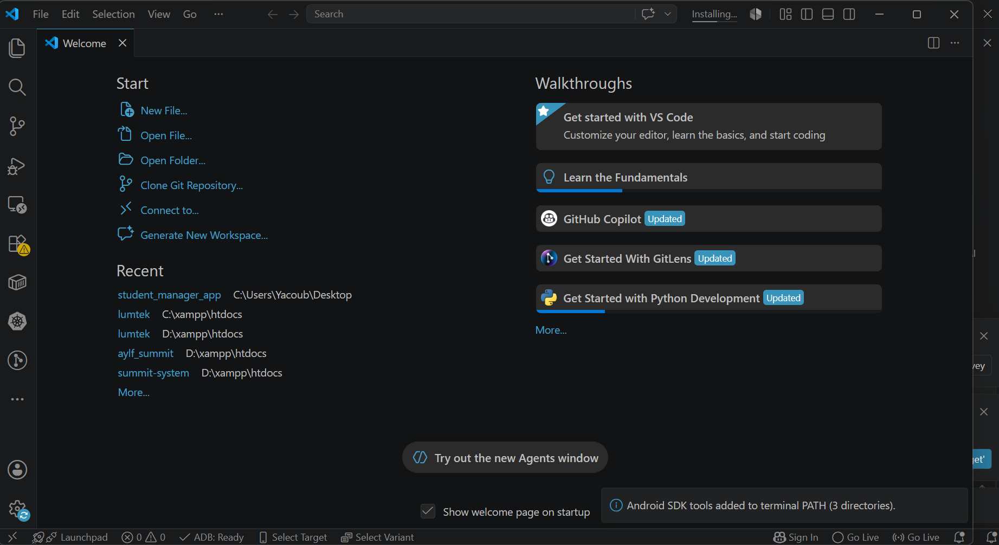 File Edit Selection View Go ··· Search Installing...
Welcome
Start
New File...
Open File...
Open Folder...
Clone Git Repository...
Connect to...
Generate New Workspace...
Recent
student_manager_app C:\Users\Yacoub\Desktop
lumtek C:\xampp\htdocs
lumtek D:\xampp\htdocs
aylf_summit D:\xampp\htdocs
summit-system D:\xampp\htdocs
More...
Walkthroughs
Get started with VS Code
Customize your editor, learn the basics, and start coding
Learn the Fundamentals
GitHub Copilot Updated
Get Started With GitLens Updated
Get Started with Python Development Updated
More...
Try out the new Agents window
Show welcome page on startup
Android SDK tools added to terminal PATH (3 directories).
Launchpad 0 0 ADB: Ready Select Target Select Variant Sign In Go Live Go Live